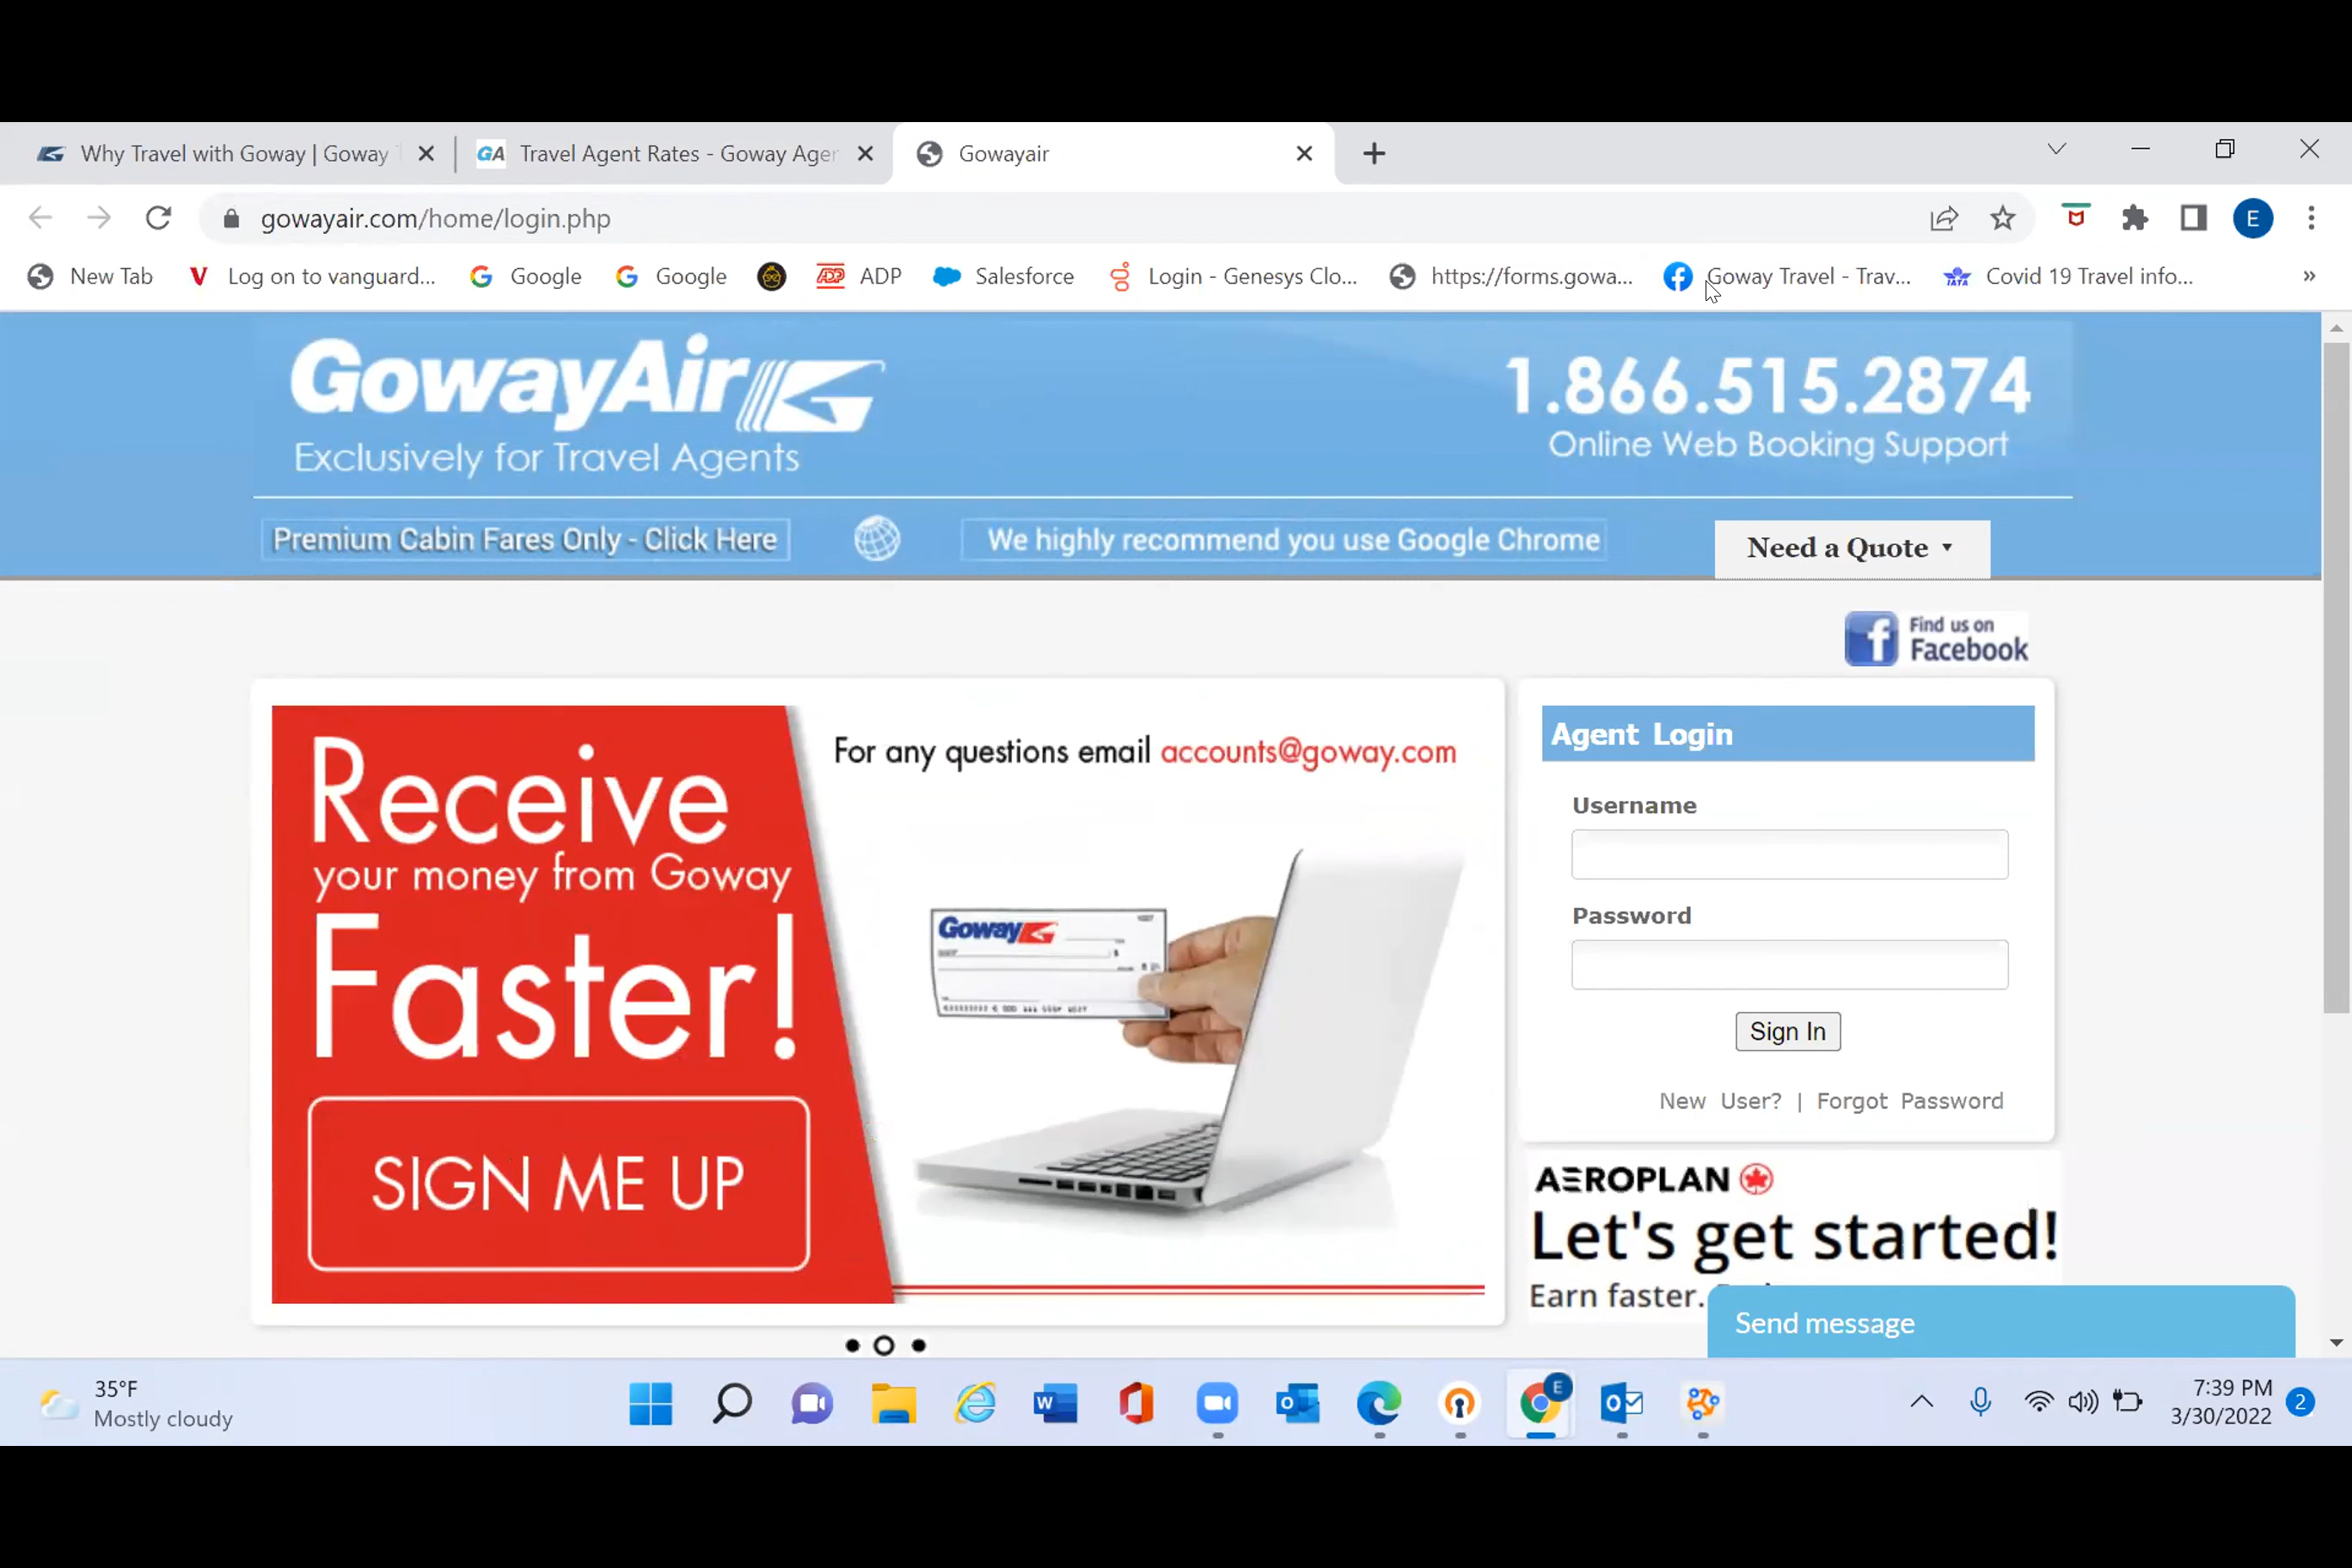 Why Travel with Goway | Goway
GA Travel Agent Rates - Goway Ager
Gowayair
gowayair.com/home/login.php
E
New Tab
Log on to vanguard...
Google
Google
ADP
Salesforce
Login - Genesys Clo...
https://forms.gowa...
Goway Travel - Trav...
IATA
Covid 19 Travel info...
»
GowayAir
Exclusively for Travel Agents
1.866.515.2874
Online Web Booking Support
Premium Cabin Fares Only - Click Here
We highly recommend you use Google Chrome
Need a Quote
Find us on
Facebook
Receive
your money from Goway
Faster!
SIGN ME UP
For any questions email accounts@goway.com
Goway
Agent Login
Username
Password
Sign In
New User? | Forgot Password
AEROPLAN
Let's get started!
Earn faster.
Send message
35°F
Mostly cloudy
7:39 PM
3/30/2022
2